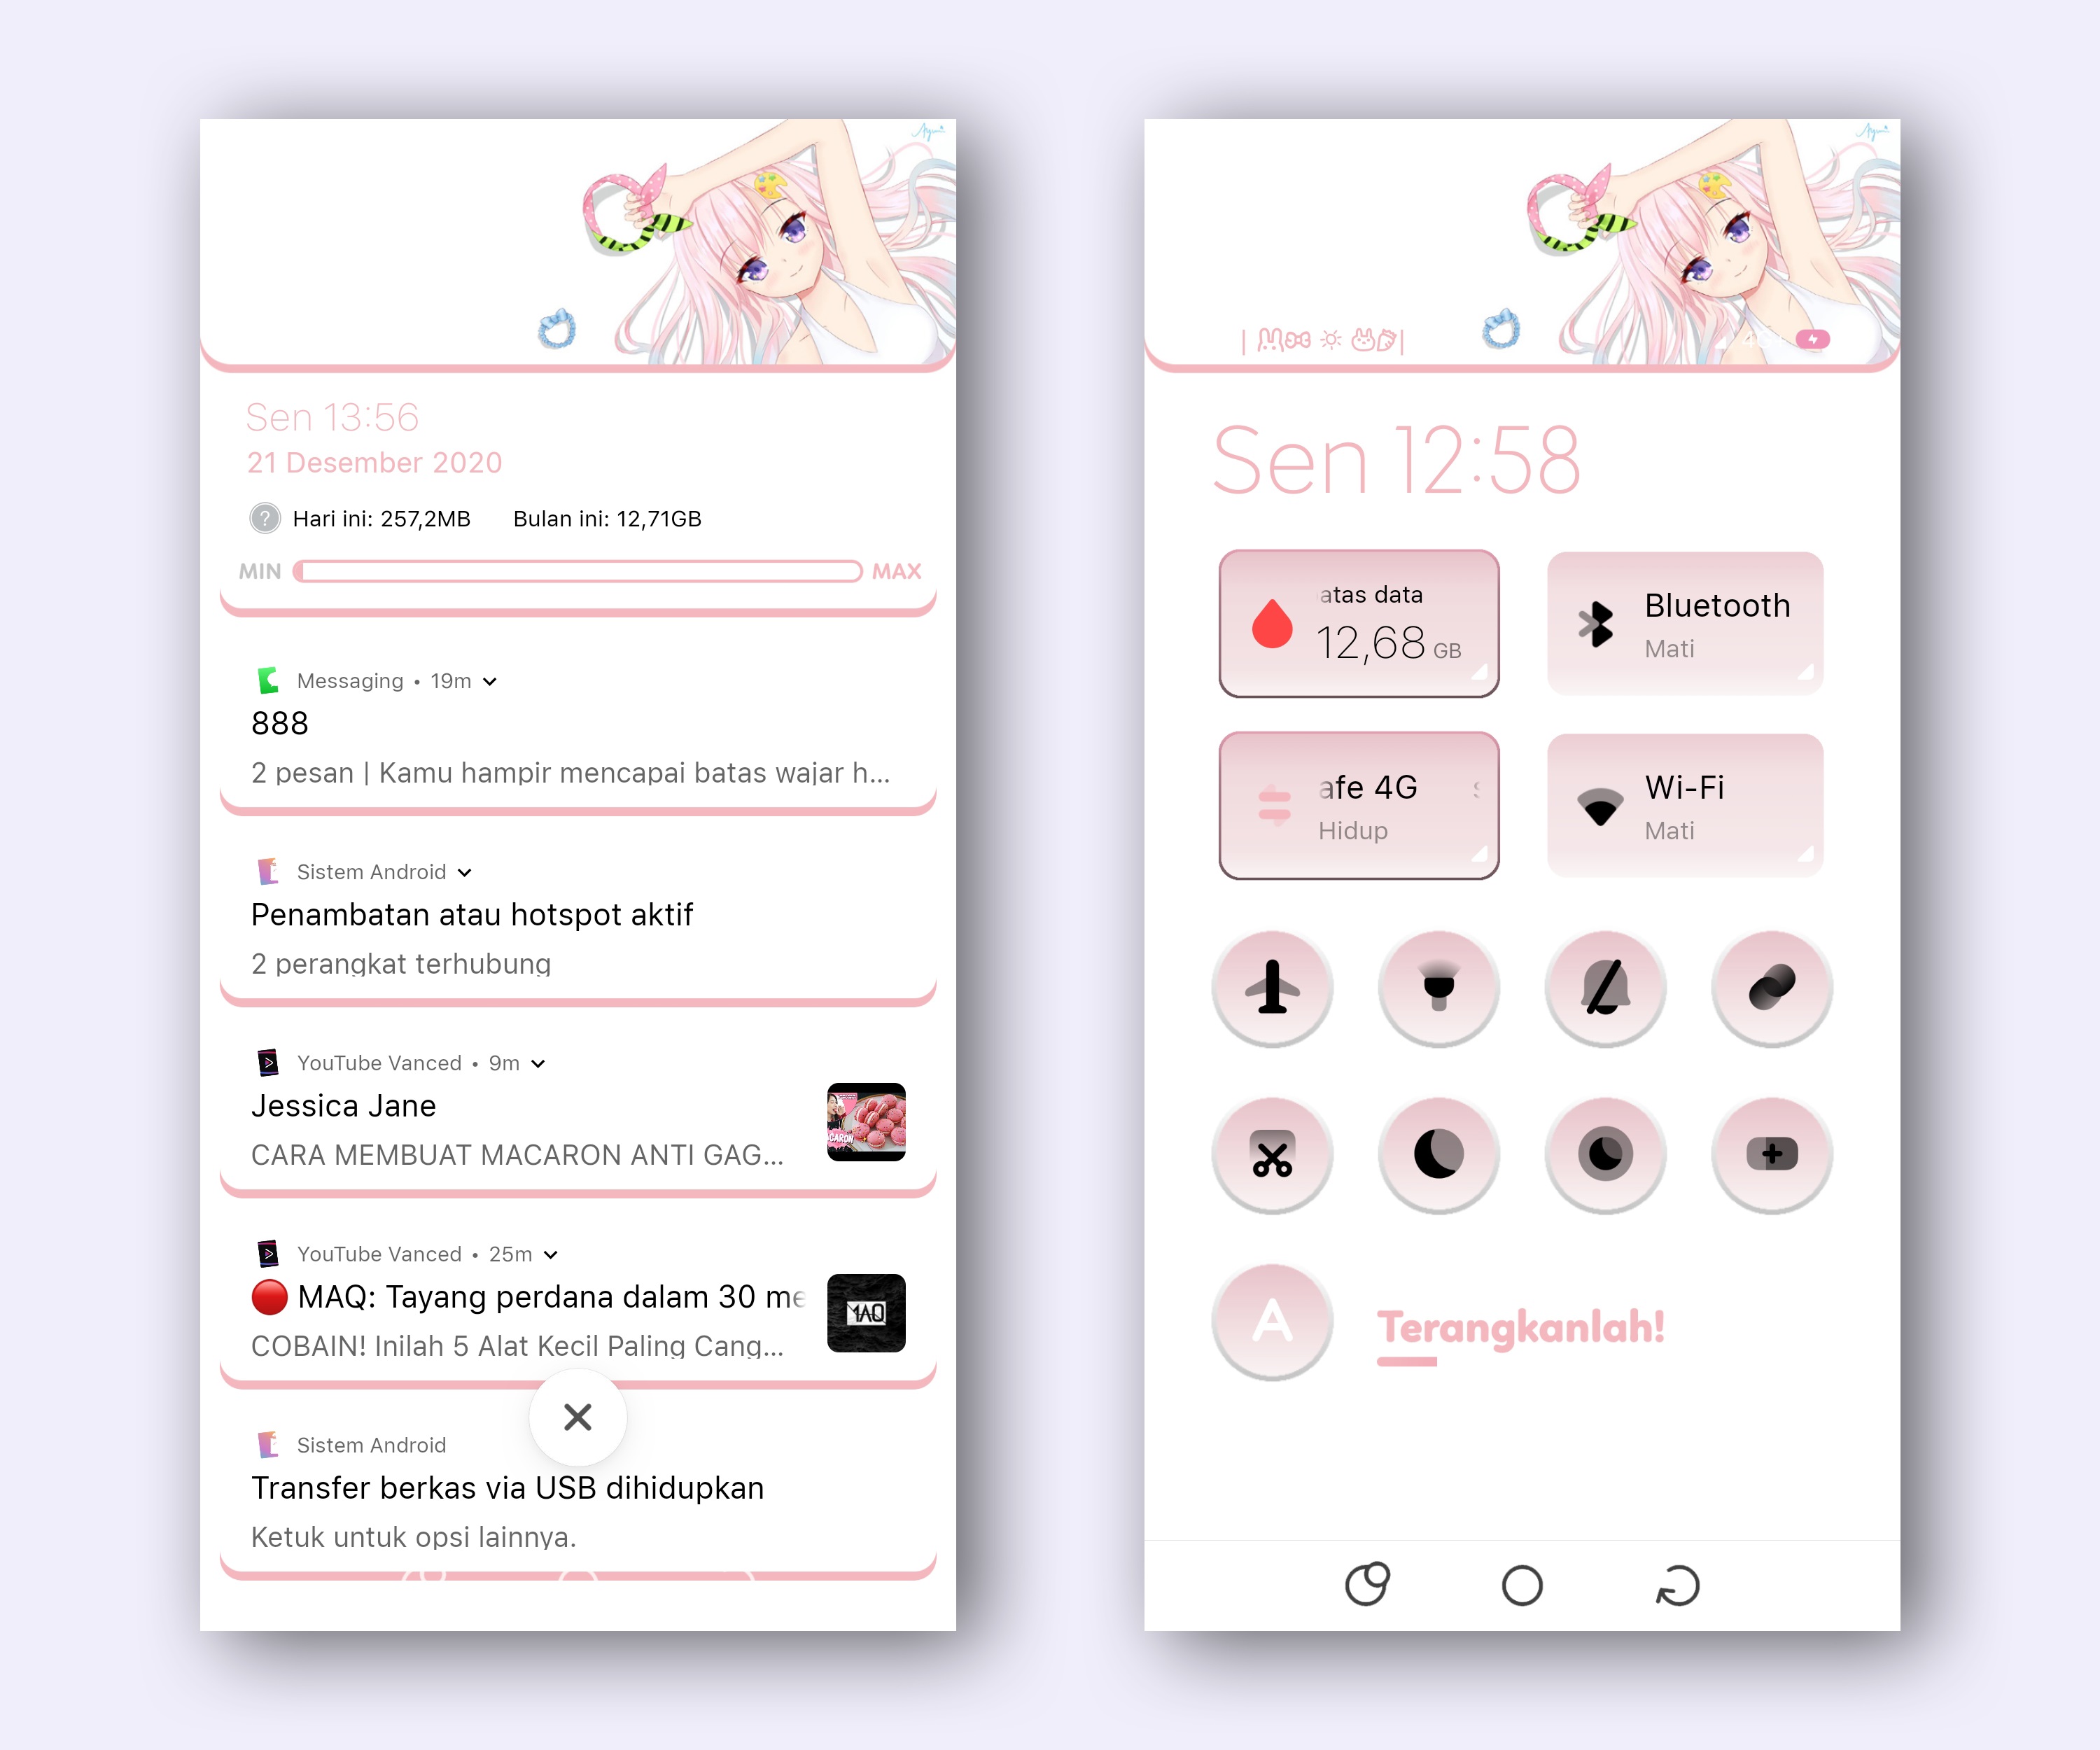 Sen 13:56
21 Desember 2020
Hari ini: 257,2MB Bulan ini: 12,71GB
MIN MAX
Messaging • 19m
888
2 pesan | Kamu hampir mencapai batas wajar h...
Sistem Android
Penambatan atau hotspot aktif
2 perangkat terhubung
YouTube Vanced • 9m
Jessica Jane
CARA MEMBUAT MACARON ANTI GAG...
YouTube Vanced • 25m
🔴 MAQ: Tayang perdana dalam 30 me
COBAIN! Inilah 5 Alat Kecil Paling Cang...
Sistem Android
Transfer berkas via USB dihidupkan
Ketuk untuk opsi lainnya.
Sen 12:58
atas data
12,68 GB
Bluetooth
Mati
afe 4G
Hidup
Wi-Fi
Mati
A
Terangkanlah!